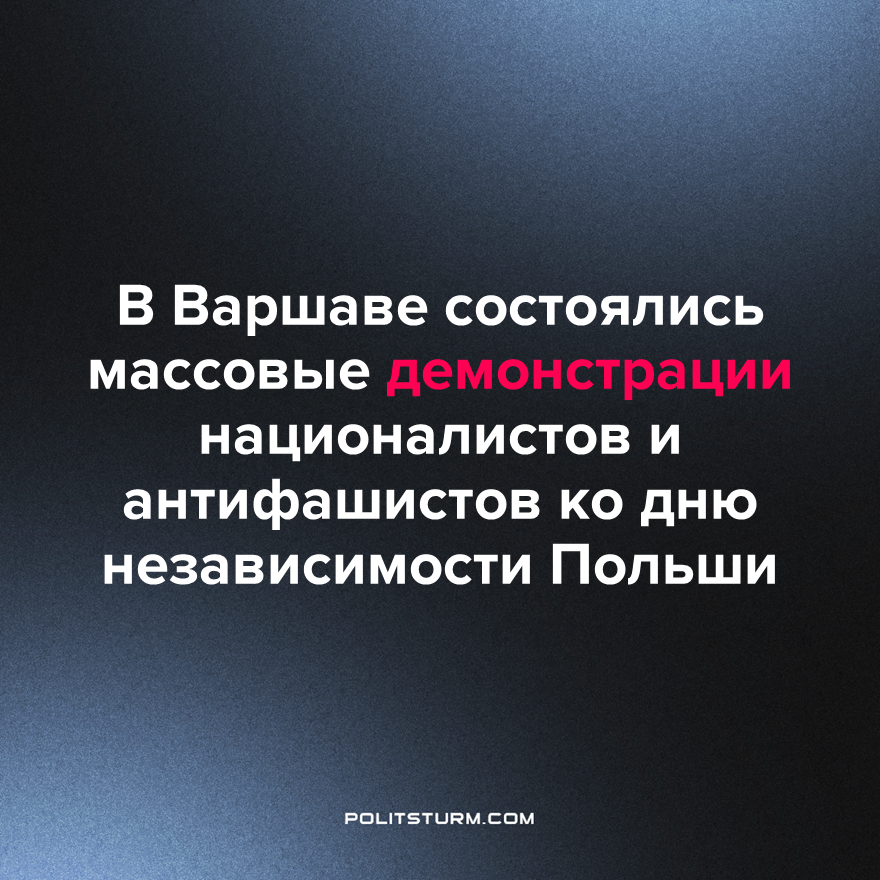 В Варшаве состоялись
массовые демонстрации
националистов и
антифашистов ко дню
независимости Польши
POLITSTURM.COM